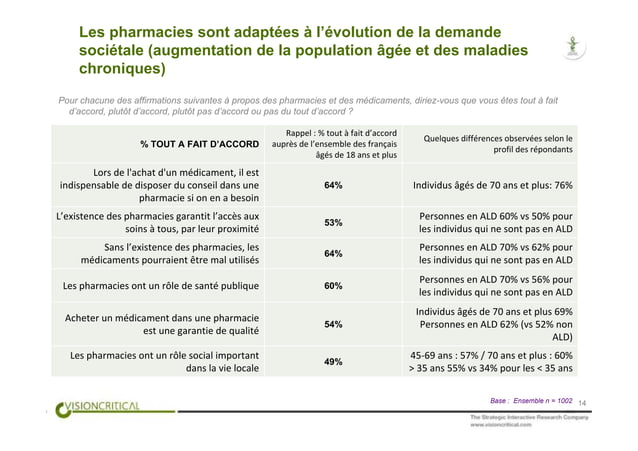 Les pharmacies sont adaptées à l'évolution de la demande
sociétale (augmentation de la population âgée et des maladies
chroniques)
Pour chacune des affirmations suivantes à propos des pharmacies et des médicaments, diriez-vous que vous êtes tout à fait
d'accord, plutôt d'accord, plutôt pas d'accord ou pas du tout d'accord ?
% TOUT A FAIT D'ACCORD
Rappel : % tout à fait d'accord
auprès de l'ensemble des français
âgés de 18 ans et plus
Quelques différences observées selon le
profil des répondants
Lors de l'achat d'un médicament, il est
indispensable de disposer du conseil dans une
pharmacie si on en a besoin
64%
Individus âgés de 70 ans et plus: 76%
L'existence des pharmacies garantit l'accès aux
soins à tous, par leur proximité
53%
Personnes en ALD 60% vs 50% pour
les individus qui ne sont pas en ALD
Sans l'existence des pharmacies, les
médicaments pourraient être mal utilisés
64%
Personnes en ALD 70% vs 62% pour
les individus qui ne sont pas en ALD
Les pharmacies ont un rôle de santé publique
60%
Personnes en ALD 70% vs 56% pour
les individus qui ne sont pas en ALD
Acheter un médicament dans une pharmacie
est une garantie de qualité
54%
Individus âgés de 70 ans et plus 69%
Personnes en ALD 62% (vs 52% non
ALD)
Les pharmacies ont un rôle social important
dans la vie locale
49%
45-69 ans : 57% / 70 ans et plus : 60%
> 35 ans 55% vs 34% pour les < 35 ans
Base : Ensemble n = 1002
14
VISIONCRITICAL
The Strategic Interactive Research Company
www.visioncritical.com